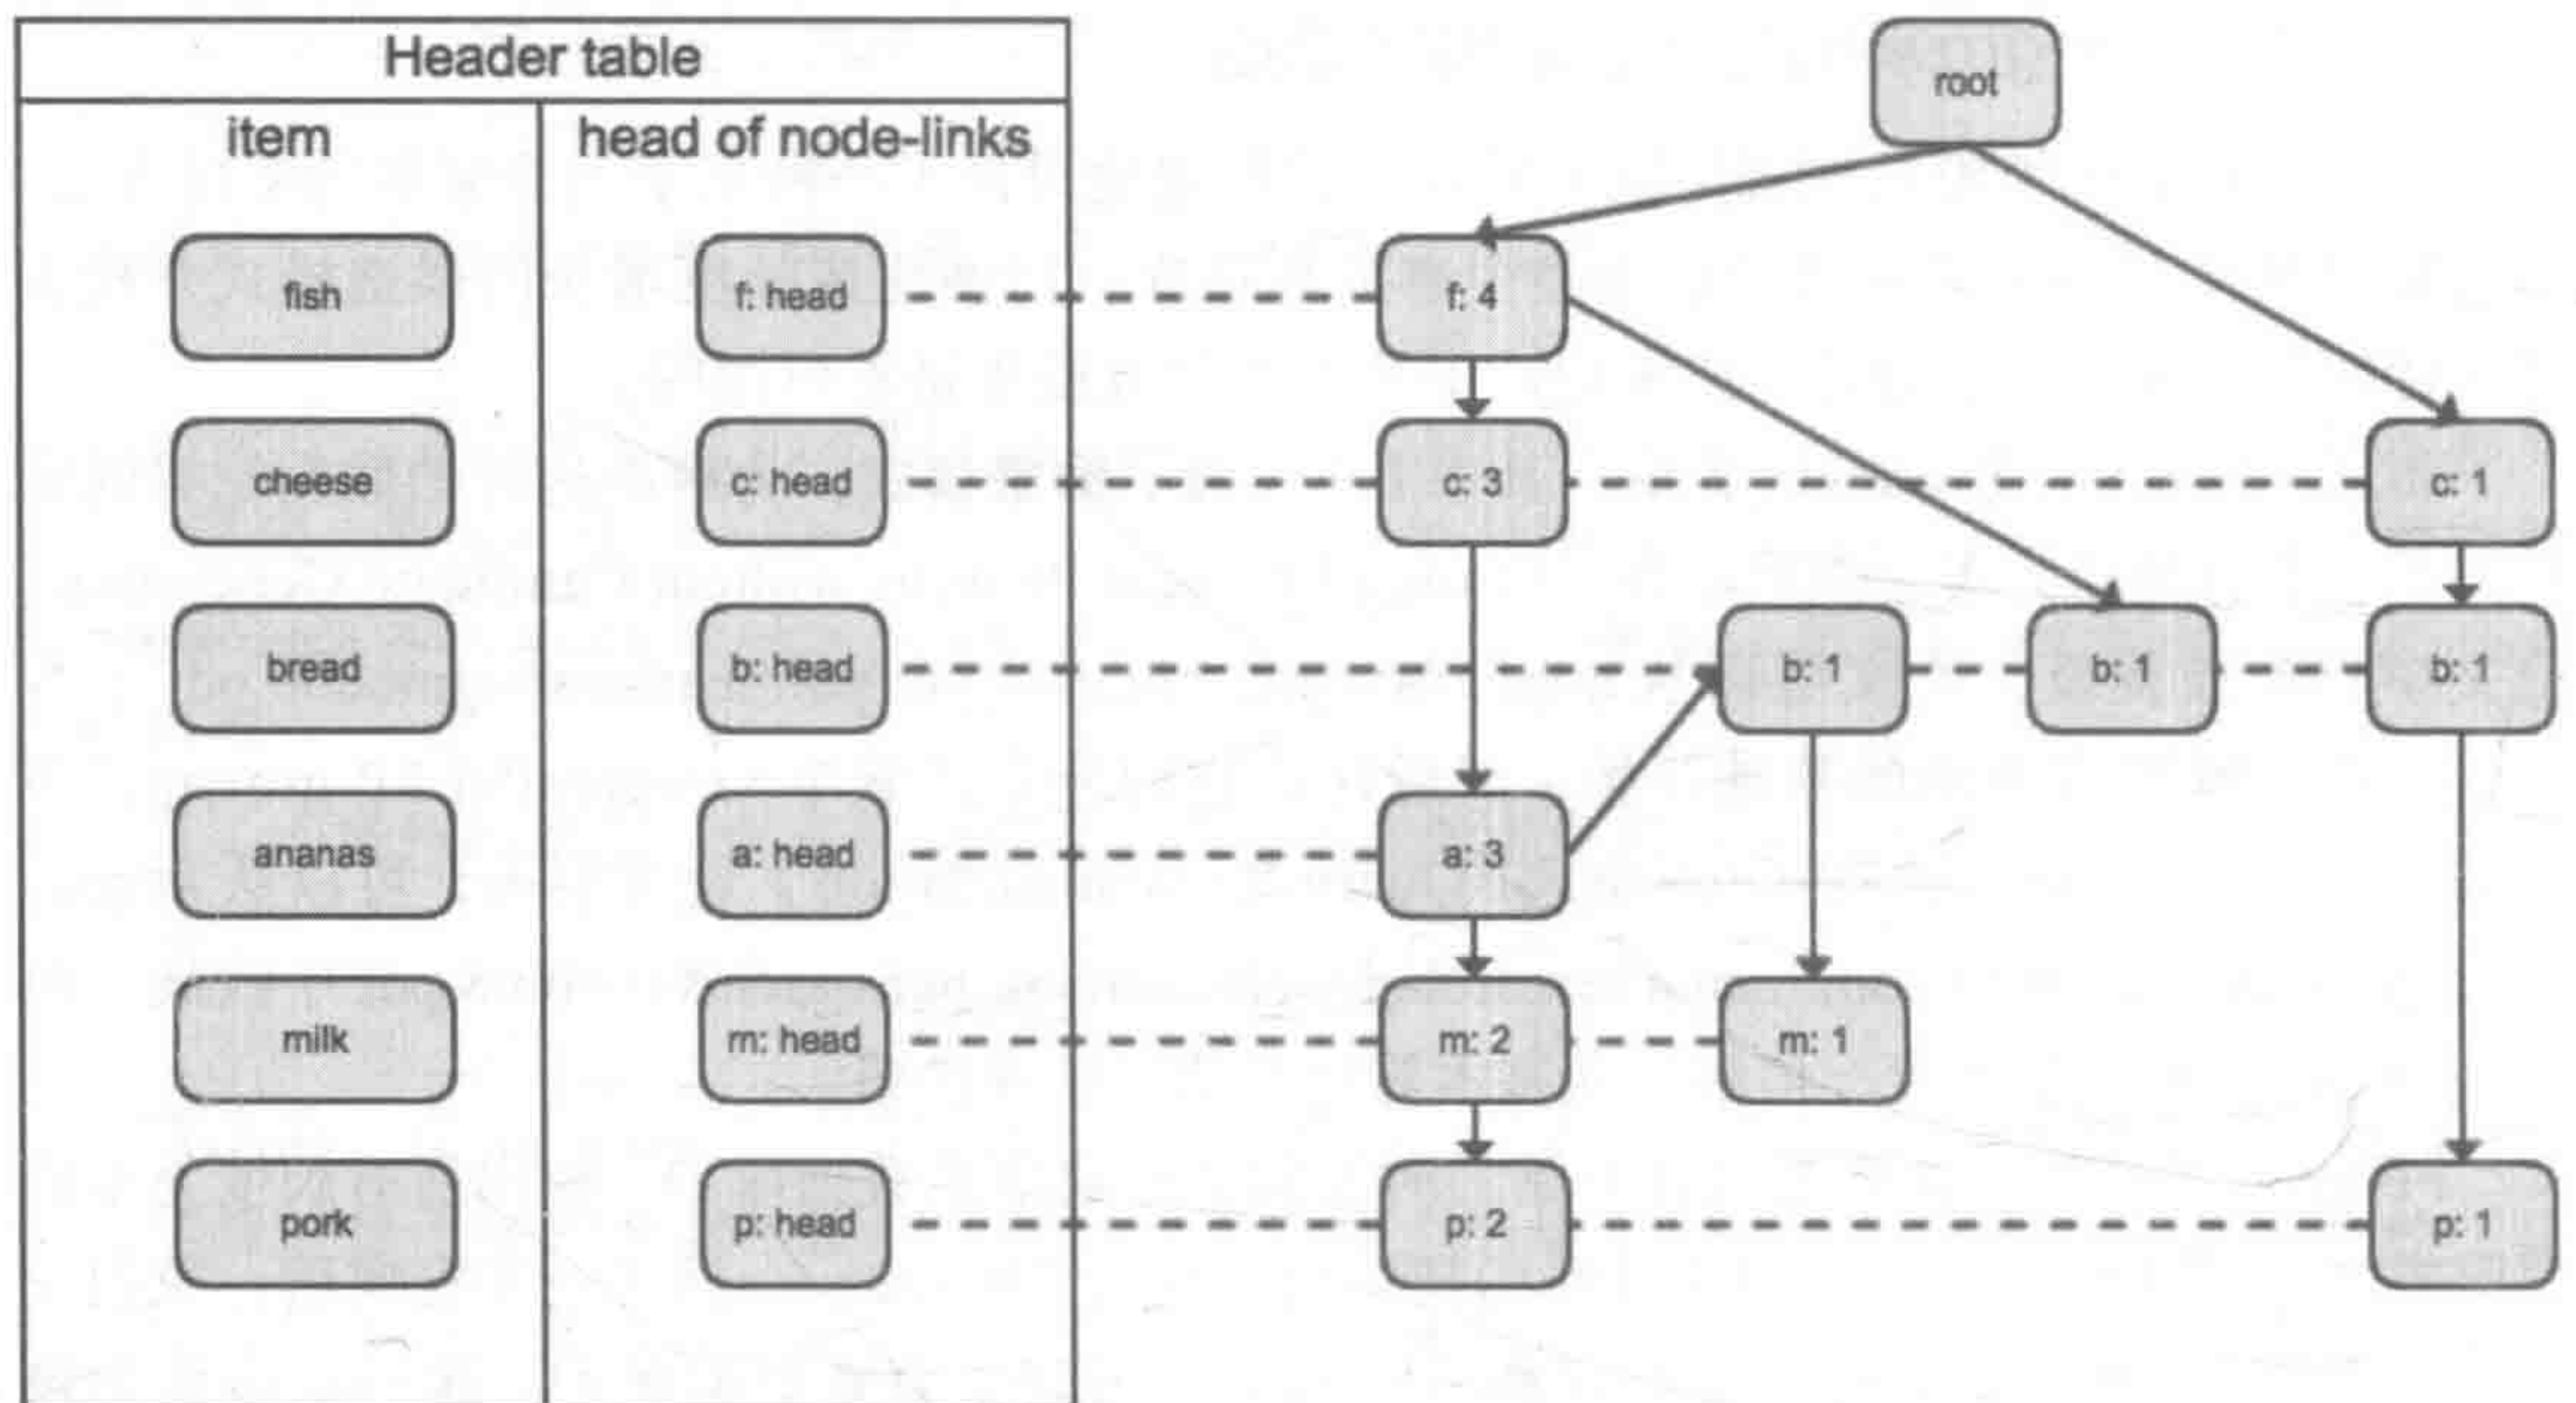 Header table
item head of node-links
root
fish f: head f: 4
cheese c: head c: 3 c: 1
bread b: head b: 1 b: 1 b: 1
ananas a: head a: 3
milk m: head m: 2 m: 1
pork p: head p: 2 p: 1